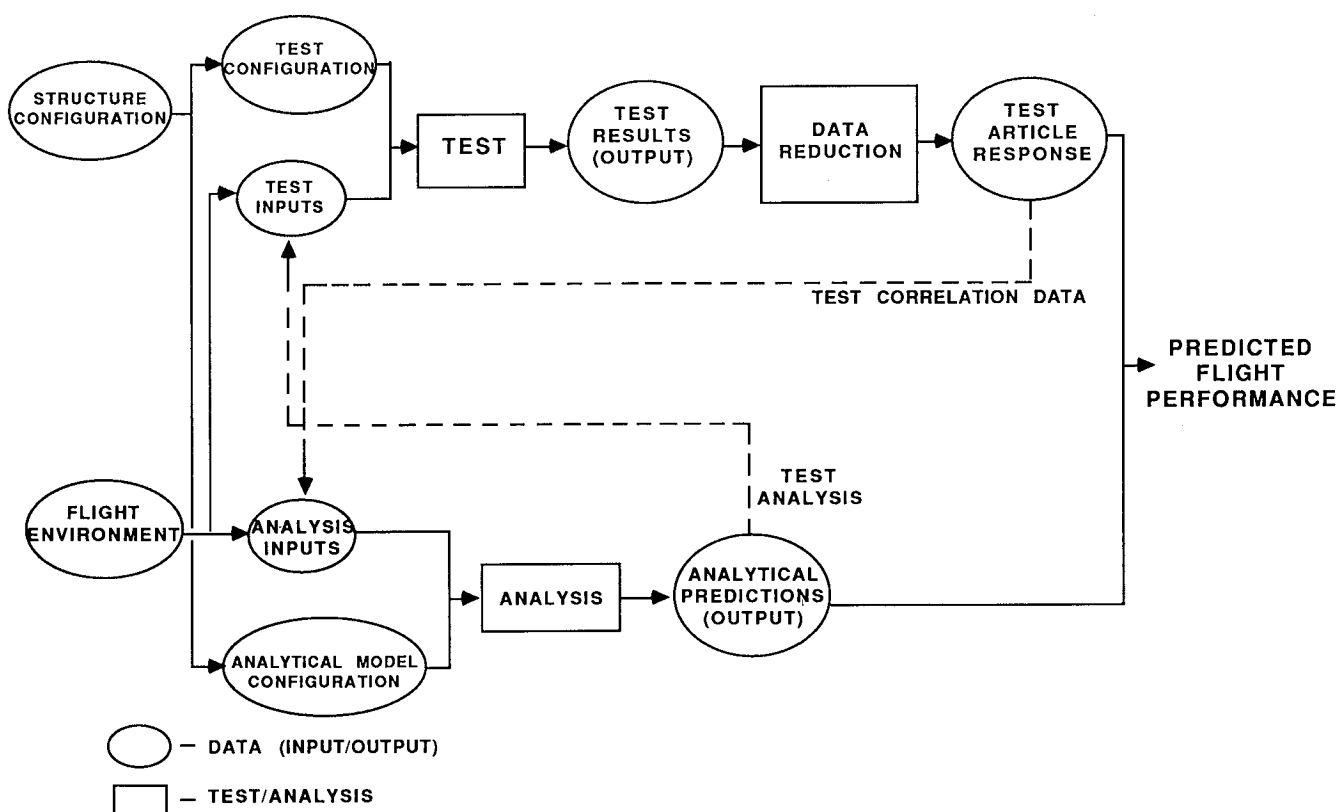 TEST
CONFIGURATION
STRUCTURE
CONFIGURATION
TEST
INPUTS
TEST
TEST
RESULTS
(OUTPUT)
DATA
REDUCTION
TEST
ARTICLE
RESPONSE
TEST CORRELATION DATA
PREDICTED
FLIGHT
PERFORMANCE
TEST
ANALYSIS
FLIGHT
ENVIRONMENT
ANALYSIS
INPUTS
ANALYSIS
ANALYTICAL
PREDICTIONS
(OUTPUT)
ANALYTICAL MODEL
CONFIGURATION
– DATA (INPUT/OUTPUT)
– TEST/ANALYSIS